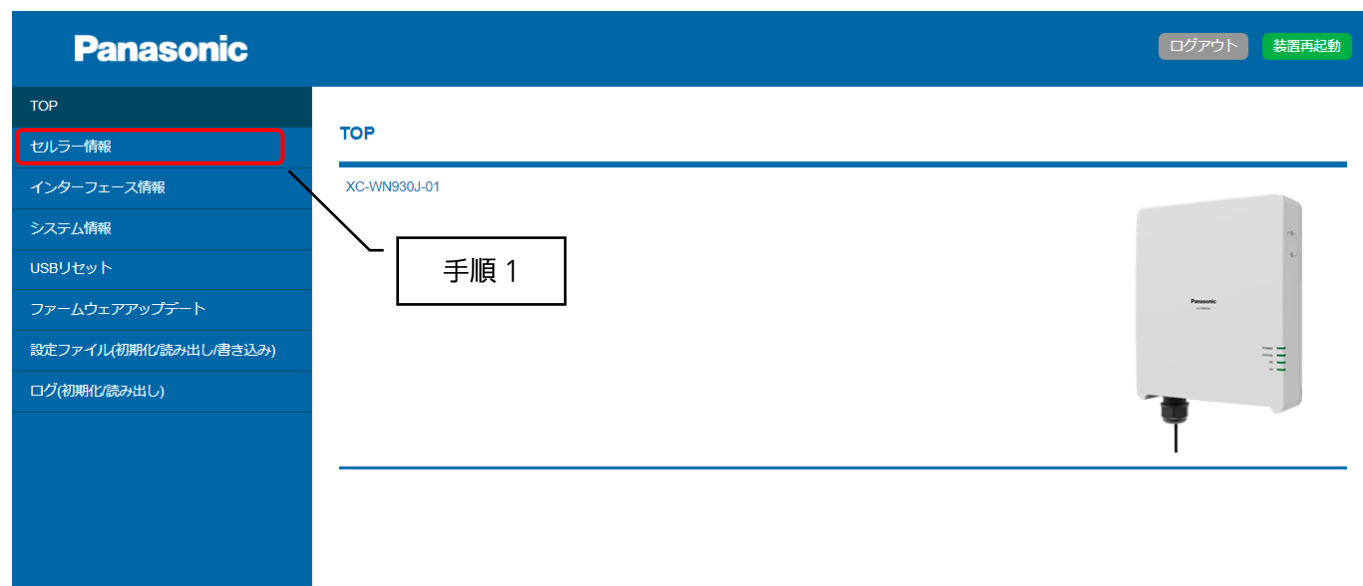 Panasonic
ログアウト
装置再起動
TOP
セルラー情報
インターフェース情報
システム情報
USBリセット
ファームウェアアップデート
設定ファイル(初期化/読み出し/書き込み)
ログ(初期化/読み出し)
TOP
XC-WN930J-01
手順 1
Panasonic